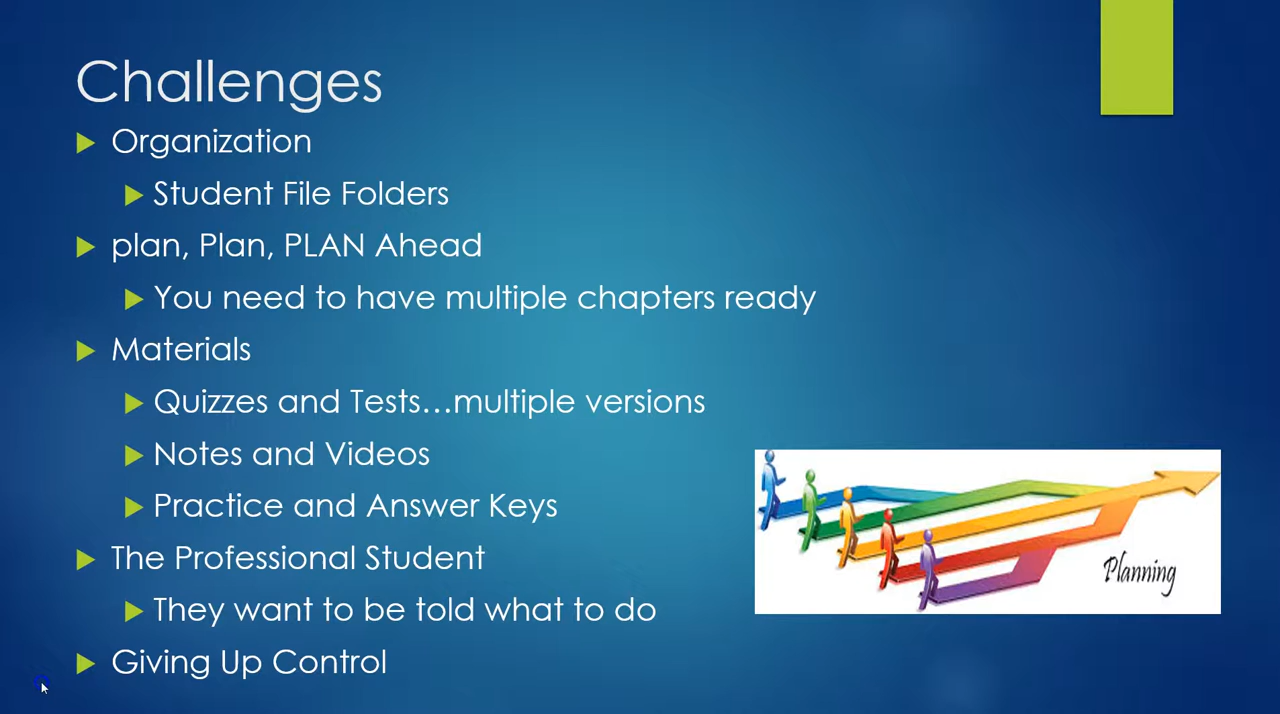 Challenges
Organization
Student File Folders
plan, Plan, PLAN Ahead
You need to have multiple chapters ready
Materials
Quizzes and Tests…multiple versions
Notes and Videos
Practice and Answer Keys
The Professional Student
They want to be told what to do
Giving Up Control
Planning